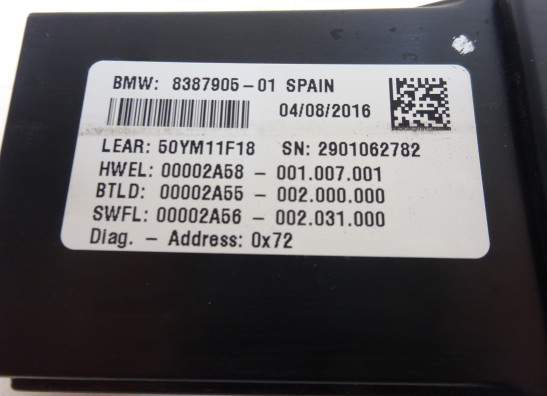 BMW: 8387905-01 SPAIN
04/08/2016
LEAR: 50YM11F18 SN: 2901062782
HWEL: 00002A58 - 001.007.001
BTLD: 00002A55 - 002.000.000
SWFL: 00002A56 - 002.031.000
Diag. - Address: 0x72